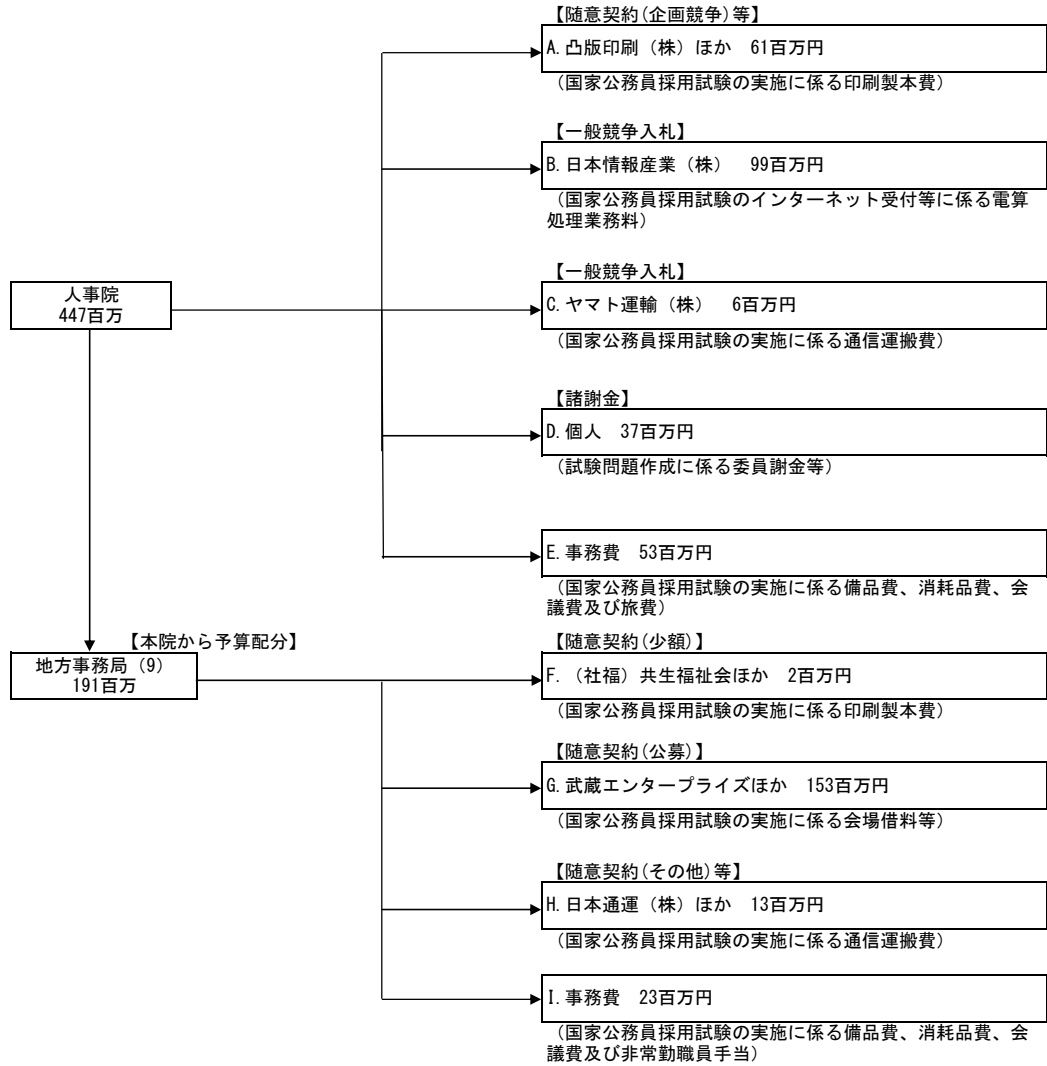 【随意契約(企画競争)等】
A.凸版印刷（株）ほか　61百万円
（国家公務員採用試験の実施に係る印刷製本費）
【一般競争入札】
B.日本情報産業（株）　99百万円
（国家公務員採用試験のインターネット受付等に係る電算
処理業務料）
【一般競争入札】
人事院
447百万
C.ヤマト運輸（株）　6百万円
（国家公務員採用試験の実施に係る通信運搬費）
【諸謝金】
D.個人　37百万円
（試験問題作成に係る委員謝金等）
E.事務費　53百万円
（国家公務員採用試験の実施に係る備品費、消耗品費、会
議費及び旅費）
【本院から予算配分】
地方事務局（9）
191百万
【随意契約(少額)】
F.（社福）共生福祉会ほか　2百万円
（国家公務員採用試験の実施に係る印刷製本費）
【随意契約(公募)】
G.武蔵エンタープライズほか　153百万円
（国家公務員採用試験の実施に係る会場借料等）
【随意契約(その他)等】
H.日本通運（株）ほか　13百万円
（国家公務員採用試験の実施に係る通信運搬費）
I.事務費　23百万円
（国家公務員採用試験の実施に係る備品費、消耗品費、会
議費及び非常勤職員手当）